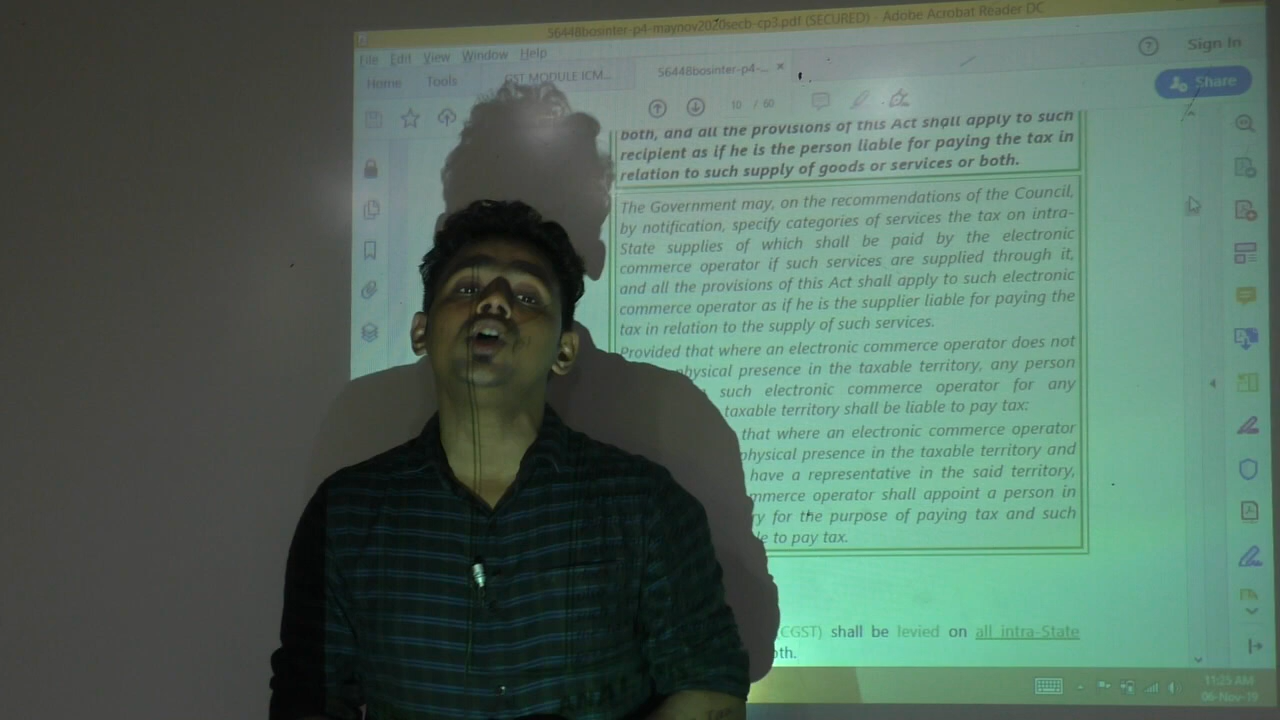 56448bosinter-p4-maynov2020secb-cp3.pdf (SECURED) - Adobe Acrobat Reader DC
File Edit View Window Help
Home Tools GST MODULE ICM... 56448bosinter-p4-... × Sign In
10 / 60 Share
both, and all the provisions of this Act shall apply to such
recipient as if he is the person liable for paying the tax in
relation to such supply of goods or services or both.
The Government may, on the recommendations of the Council,
by notification, specify categories of services the tax on intra-
State supplies of which shall be paid by the electronic
commerce operator if such services are supplied through it,
and all the provisions of this Act shall apply to such electronic
commerce operator as if he is the supplier liable for paying the
tax in relation to the supply of such services.
Provided that where an electronic commerce operator does not
physical presence in the taxable territory, any person
such electronic commerce operator for any
taxable territory shall be liable to pay tax:
that where an electronic commerce operator
physical presence in the taxable territory and
have a representative in the said territory,
mmerce operator shall appoint a person in
ry for the purpose of paying tax and such
le to pay tax.
(CGST) shall be levied on all intra-State
oth.
11:25 AM
06-Nov-19